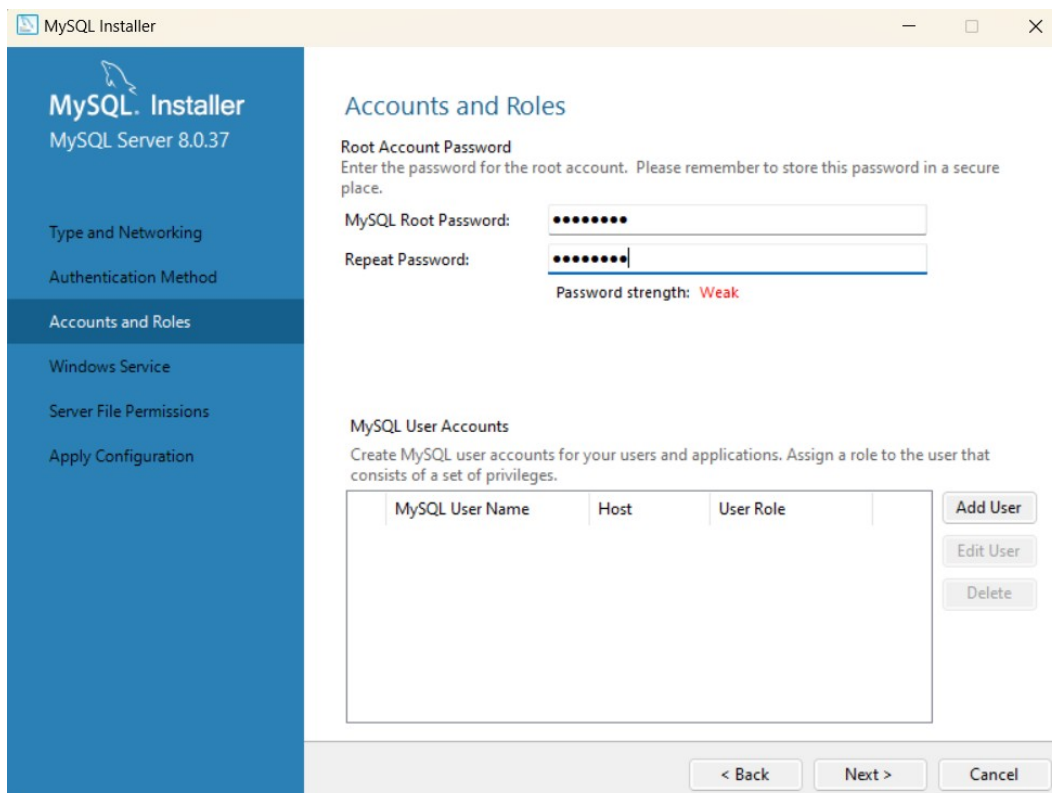 MySQL Installer
MySQL. Installer
MySQL Server 8.0.37
Type and Networking
Authentication Method
Accounts and Roles
Windows Service
Server File Permissions
Apply Configuration
Accounts and Roles
Root Account Password
Enter the password for the root account.  Please remember to store this password in a secure
place.
MySQL Root Password: ●●●●●●●●
Repeat Password: ●●●●●●●●
Password strength: Weak
MySQL User Accounts
Create MySQL user accounts for your users and applications. Assign a role to the user that
consists of a set of privileges.
MySQL User Name Host User Role
Add User
Edit User
Delete
< Back Next > Cancel